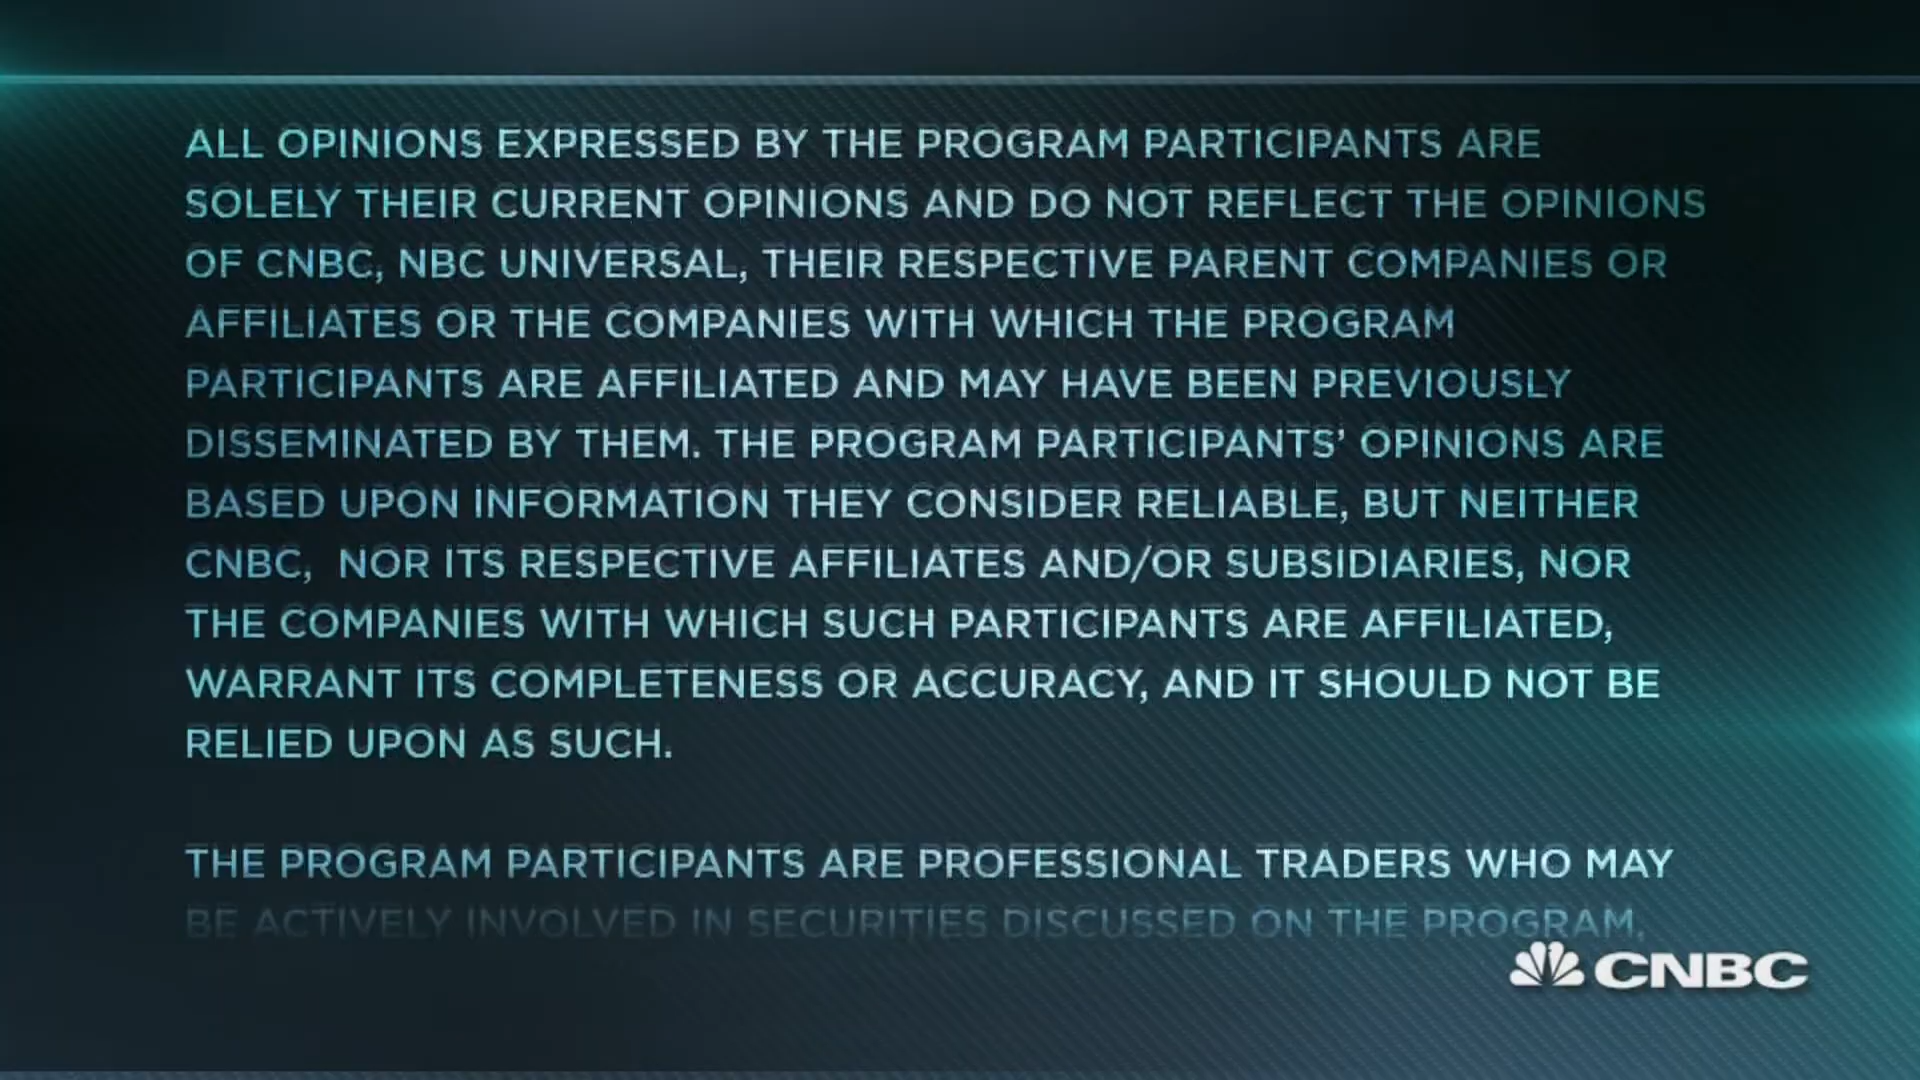 ALL OPINIONS EXPRESSED BY THE PROGRAM PARTICIPANTS ARE
SOLELY THEIR CURRENT OPINIONS AND DO NOT REFLECT THE OPINIONS
OF CNBC, NBC UNIVERSAL, THEIR RESPECTIVE PARENT COMPANIES OR
AFFILIATES OR THE COMPANIES WITH WHICH THE PROGRAM
PARTICIPANTS ARE AFFILIATED AND MAY HAVE BEEN PREVIOUSLY
DISSEMINATED BY THEM. THE PROGRAM PARTICIPANTS’ OPINIONS ARE
BASED UPON INFORMATION THEY CONSIDER RELIABLE, BUT NEITHER
CNBC,  NOR ITS RESPECTIVE AFFILIATES AND/OR SUBSIDIARIES, NOR
THE COMPANIES WITH WHICH SUCH PARTICIPANTS ARE AFFILIATED,
WARRANT ITS COMPLETENESS OR ACCURACY, AND IT SHOULD NOT BE
RELIED UPON AS SUCH.
THE PROGRAM PARTICIPANTS ARE PROFESSIONAL TRADERS WHO MAY
BE ACTIVELY INVOLVED IN SECURITIES DISCUSSED ON THE PROGRAM.
CNBC